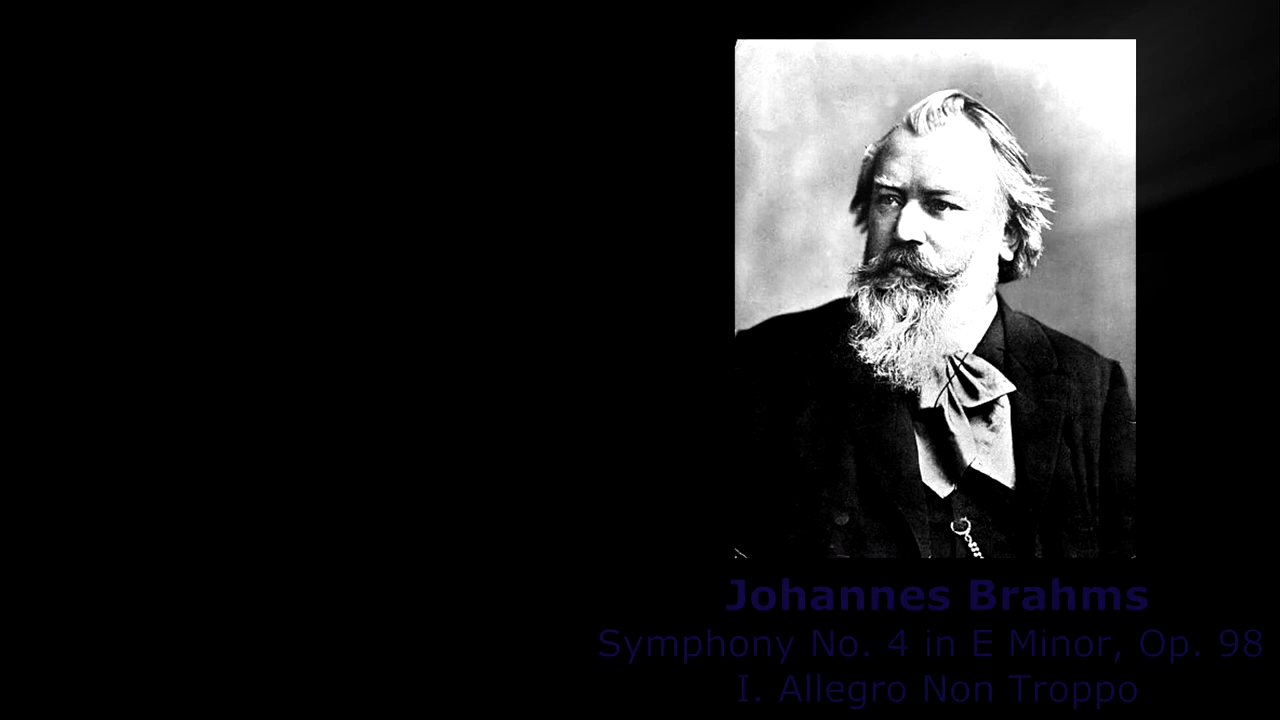 Johannes Brahms
Symphony No. 4 in E Minor, Op. 98
I. Allegro Non Troppo